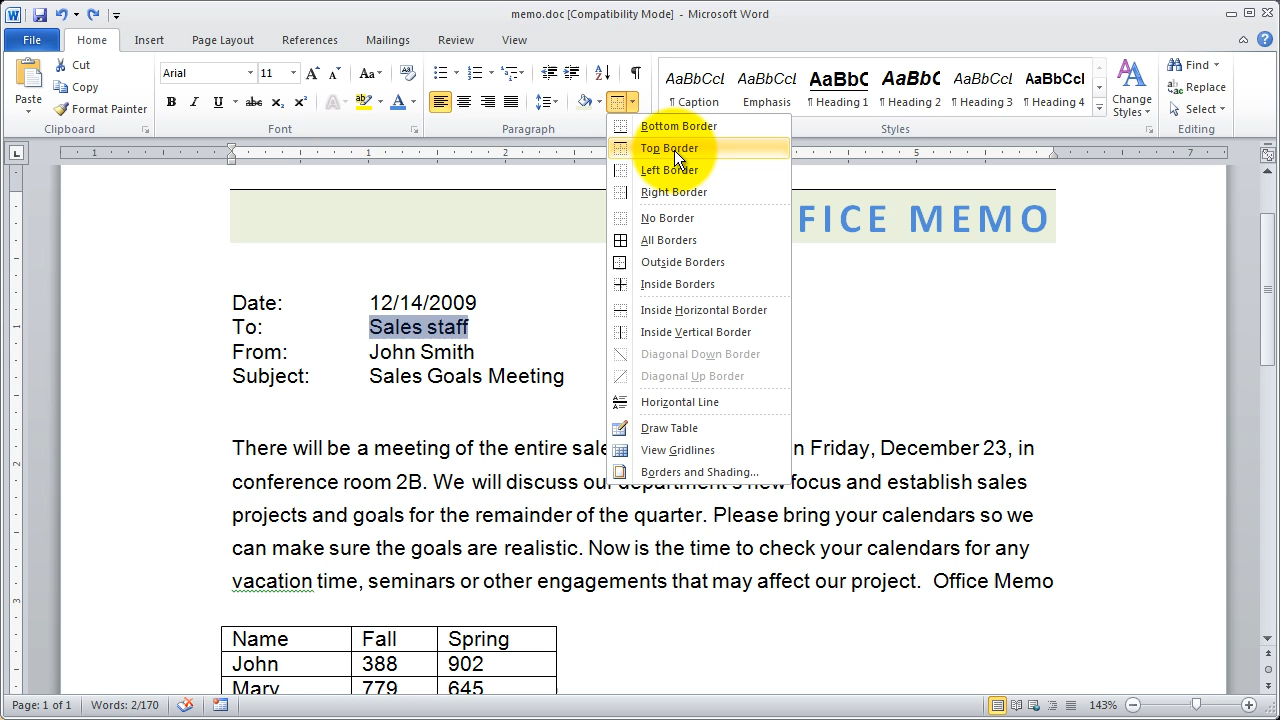 memo.doc [Compatibility Mode] - Microsoft Word
File Home Insert Page Layout References Mailings Review View
Paste
Cut
Copy
Format Painter
Clipboard
Arial 11
Font
Paragraph
AaBbCcI AaBbCcI AaBbC AaBbC AaBbCcI AaBbCcI
¶ Caption Emphasis ¶ Heading 1 ¶ Heading 2 ¶ Heading 3 ¶ Heading 4
Change Styles
Styles
Find
Replace
Select
Editing
Bottom Border
Top Border
Left Border
Right Border
No Border
All Borders
Outside Borders
Inside Borders
Inside Horizontal Border
Inside Vertical Border
Diagonal Down Border
Diagonal Up Border
Horizontal Line
Draw Table
View Gridlines
Borders and Shading...
FICE MEMO
Date: 12/14/2009
To: Sales staff
From: John Smith
Subject: Sales Goals Meeting
There will be a meeting of the entire sale n Friday, December 23, in
conference room 2B. We will discuss our department's new focus and establish sales
projects and goals for the remainder of the quarter. Please bring your calendars so we
can make sure the goals are realistic. Now is the time to check your calendars for any
vacation time, seminars or other engagements that may affect our project. Office Memo
Name Fall Spring
John 388 902
Mary 779 645
Page: 1 of 1 Words: 2/170 143%